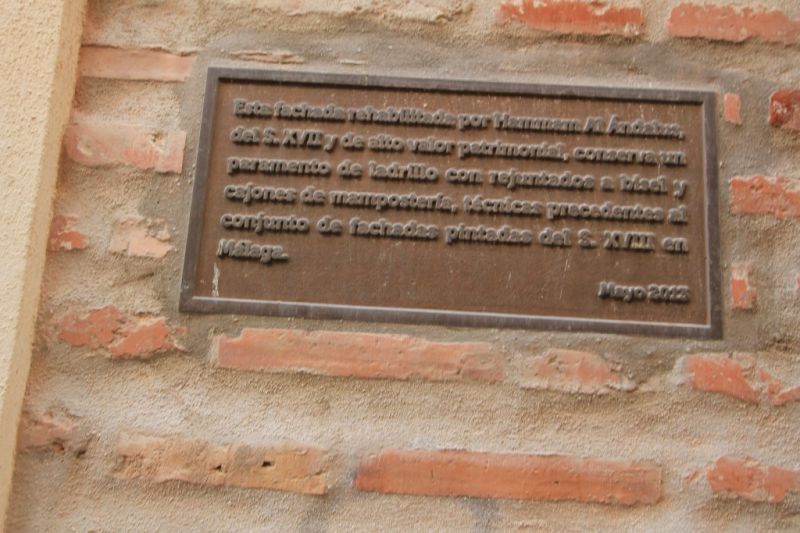 Esta fachada rehabilitada por Hammam Al Ándalus,
del S. XVII y de alto valor patrimonial, conserva un
paramento de ladrillo con rejuntados a bisel y
cajones de mampostería, técnicas precedentes al
conjunto de fachadas pintadas del S. XVIII en
Málaga.
Mayo 2013